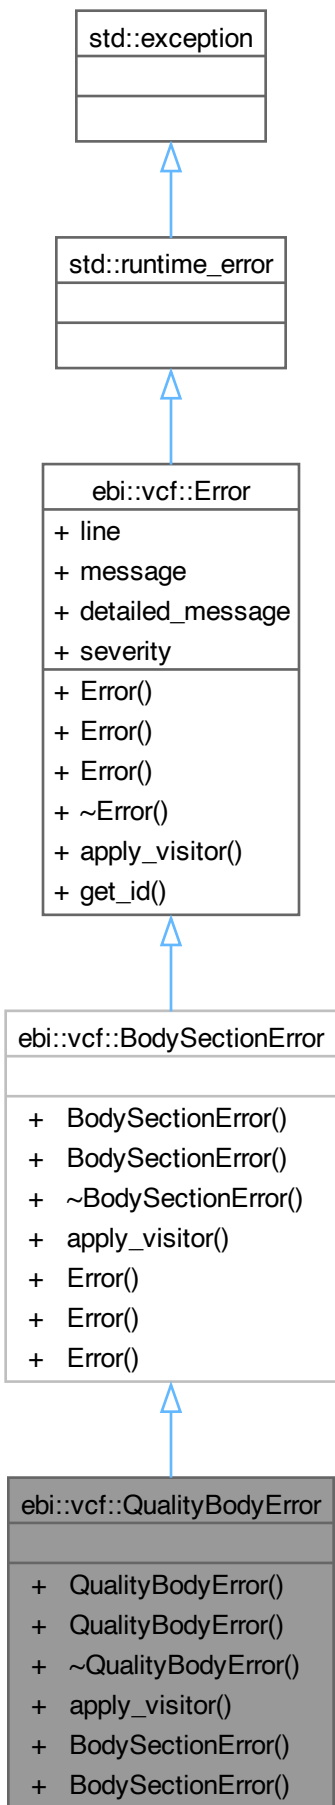 std::exception
std::runtime_error
ebi::vcf::Error
+ line
+ message
+ detailed_message
+ severity
+ Error()
+ Error()
+ Error()
+ ~Error()
+ apply_visitor()
+ get_id()
ebi::vcf::BodySectionError
+ BodySectionError()
+ BodySectionError()
+ ~BodySectionError()
+ apply_visitor()
+ Error()
+ Error()
+ Error()
ebi::vcf::QualityBodyError
+ QualityBodyError()
+ QualityBodyError()
+ ~QualityBodyError()
+ apply_visitor()
+ BodySectionError()
+ BodySectionError()